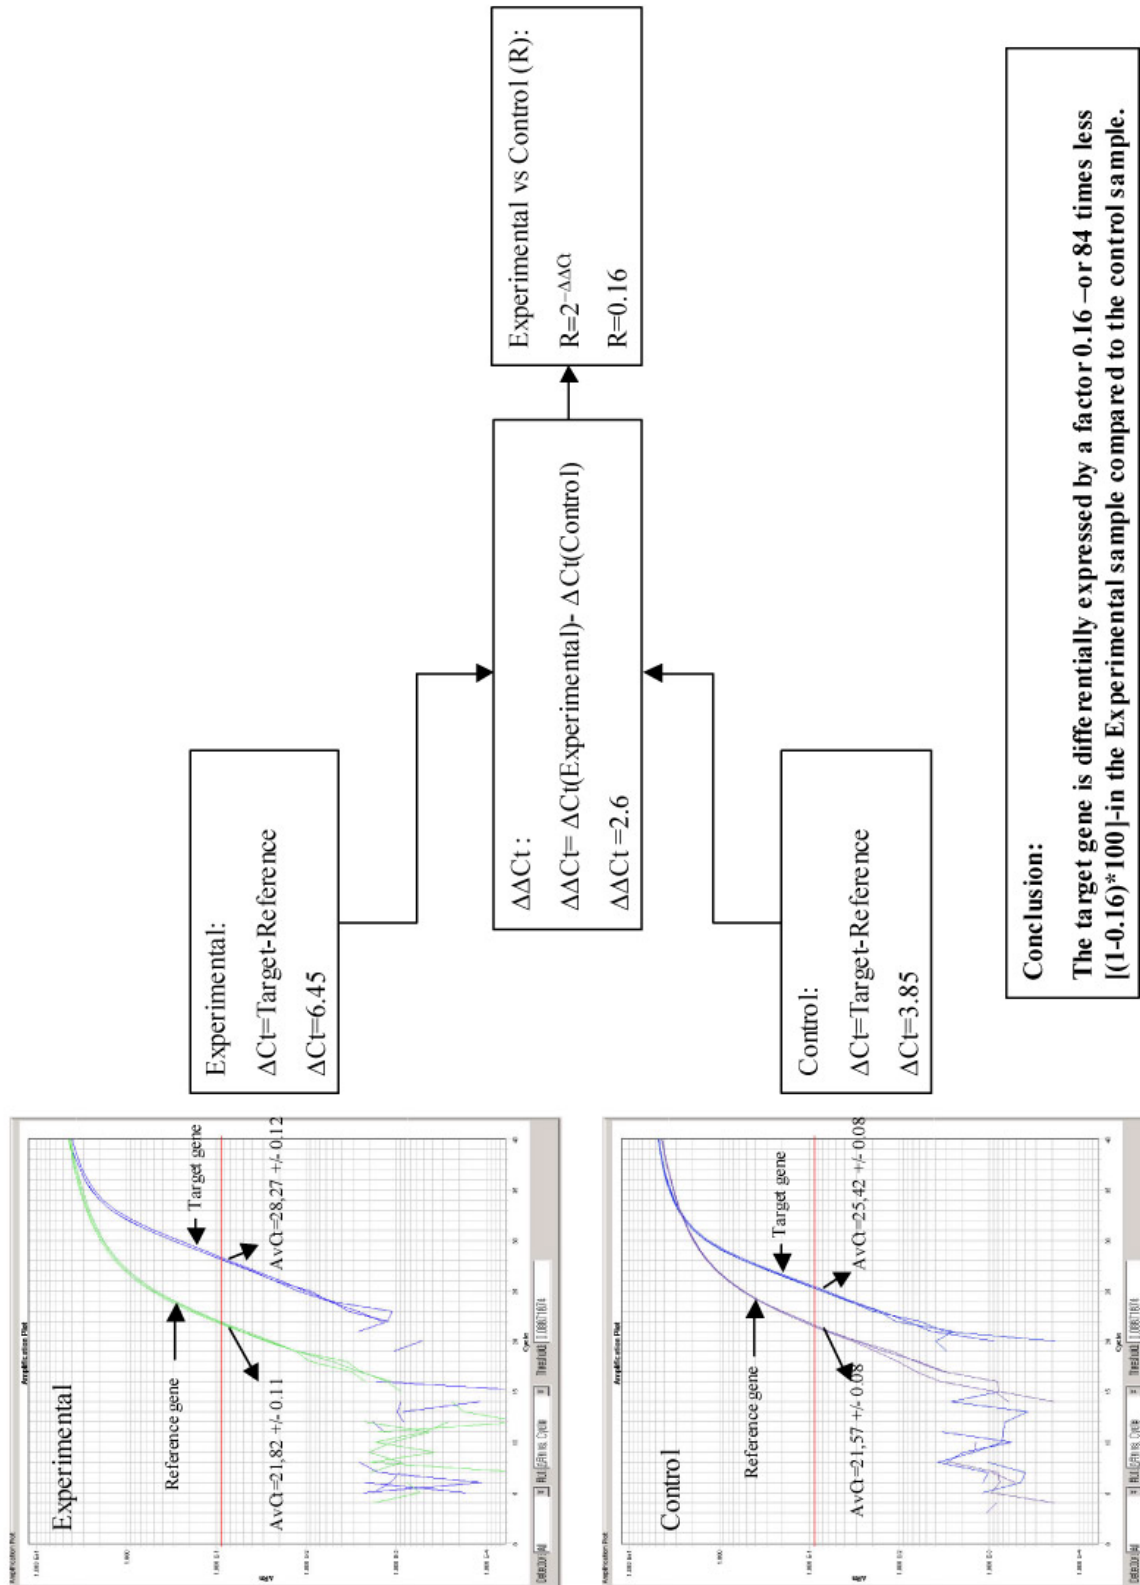 Amplification Plot
Experimental
Reference gene
Target gene
AvCt=21,82 +/- 0.11
AvCt=28,27 +/- 0.12
Cycle
Amplification Plot
Control
Reference gene
Target gene
AvCt=21,57 +/- 0.08
AvCt=25,42 +/- 0.08
Cycle
Experimental:
ΔCt=Target-Reference
ΔCt=6.45
Control:
ΔCt=Target-Reference
ΔCt=3.85
ΔΔCt :
ΔΔCt= ΔCt(Experimental)- ΔCt(Control)
ΔΔCt =2.6
Experimental vs Control (R):
R=2⁻ΔΔCt
R=0.16
Conclusion:
The target gene is differentially expressed by a factor 0.16 –or 84 times less
[(1-0.16)*100]-in the Experimental sample compared to the control sample.